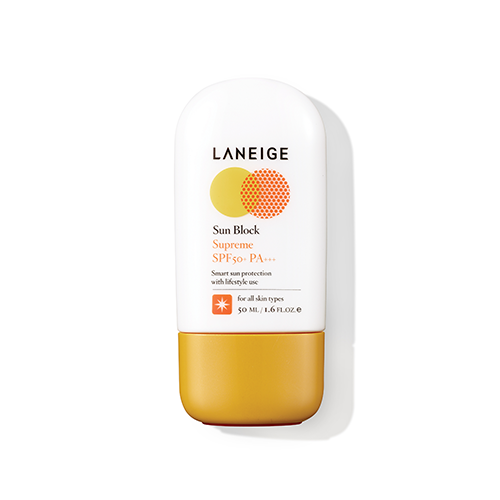 LANEIGE
Sun Block
Supreme
SPF50+ PA+++
Smart sun protection
with lifestyle use
for all skin types
50 ML / 1.6 FL.OZ. e